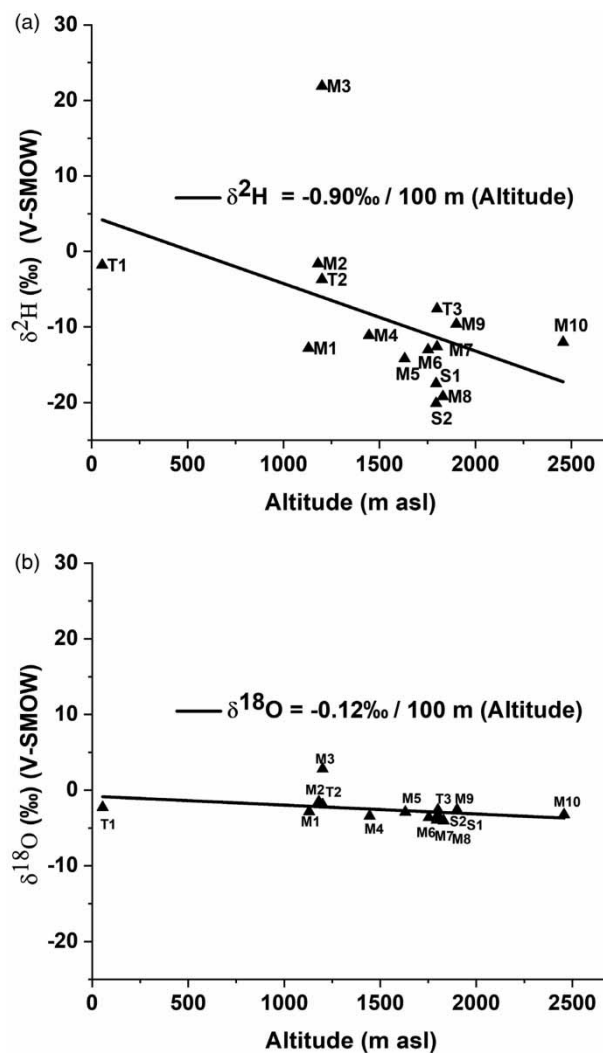 (a)
30
20
10
0
-10
-20
δ²H (‰) (V-SMOW)
M3
δ²H = -0.90‰ / 100 m (Altitude)
T1
M2
T2
T3
M9
M10
M4
M1
M7
M6
M5
S1
M8
S2
0 500 1000 1500 2000 2500
Altitude (m asl)
(b)
30
20
10
0
-10
-20
δ¹⁸O (‰) (V-SMOW)
δ¹⁸O = -0.12‰ / 100 m (Altitude)
M3
M2 T2 M5 T3 M9 M10
T1 M1 M4 S2 S1
M6 M7 M8
0 500 1000 1500 2000 2500
Altitude (m asl)